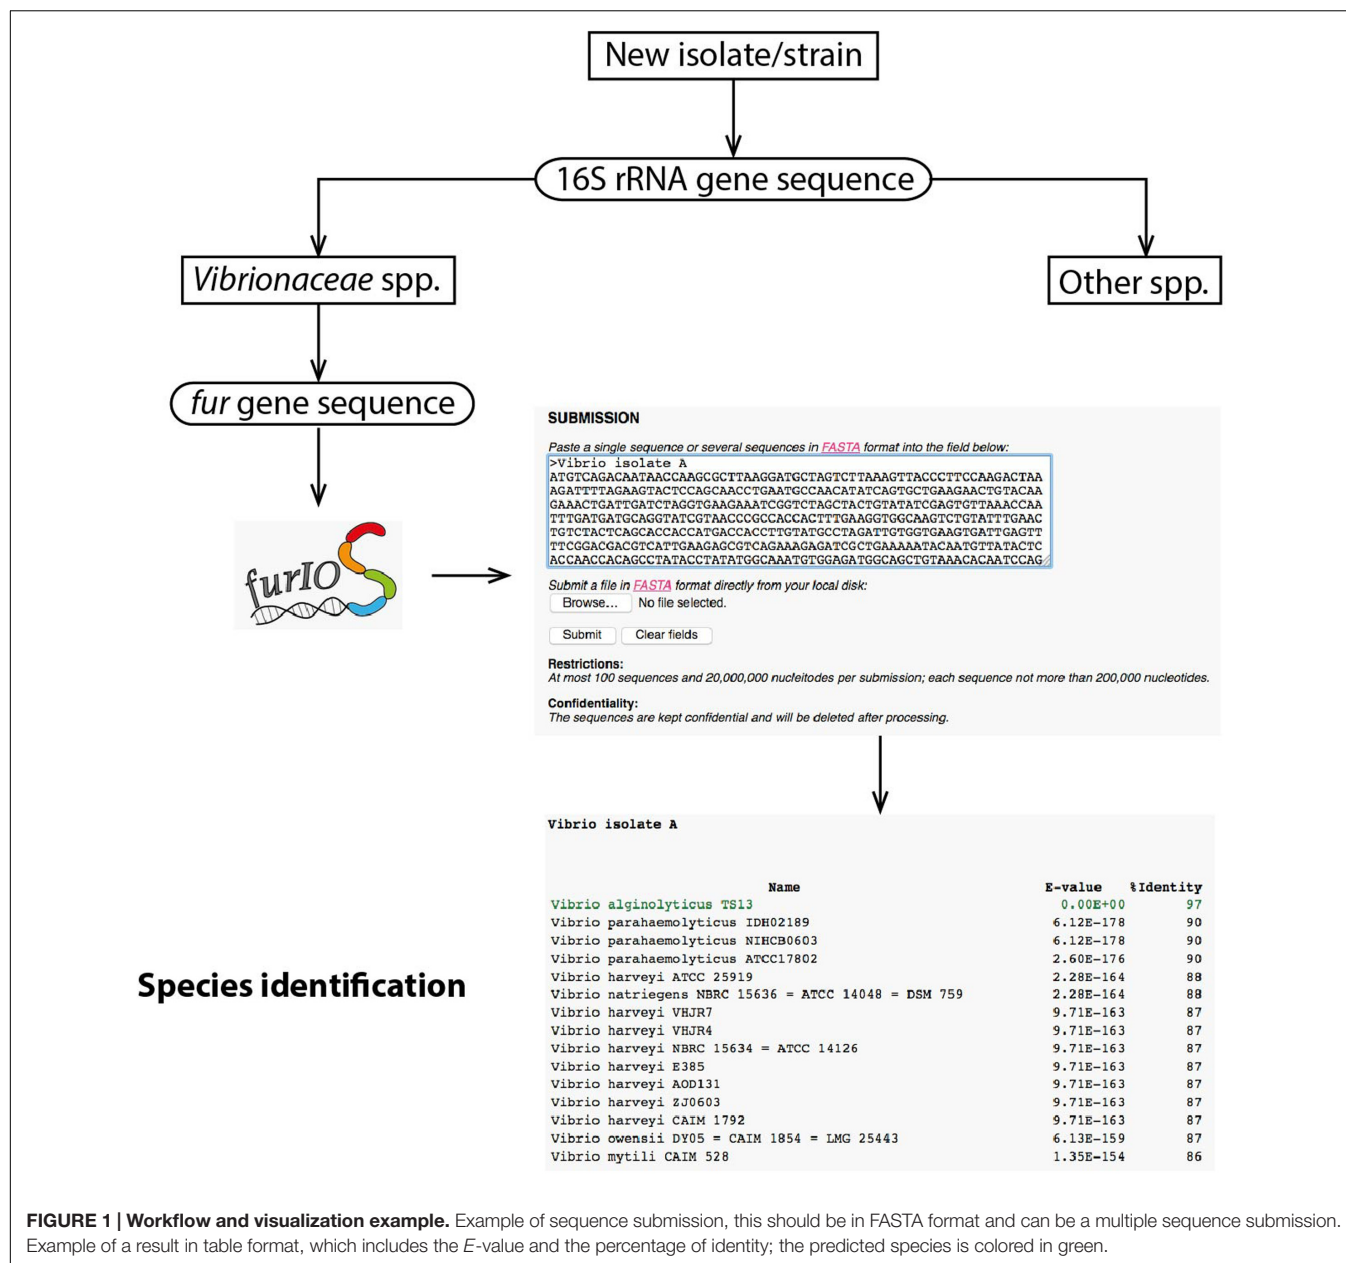 New isolate/strain
16S rRNA gene sequence
Vibrionaceae spp.
Other spp.
fur gene sequence
furIOS
SUBMISSION
Paste a single sequence or several sequences in FASTA format into the field below:
>Vibrio isolate A
ATGTCAGACAATAACCAAGCGCTTAAGGATGCTAGTCTTAAAGTTACCCTTCCAAGACTAA
AGATTTTAGAAGTACTCCAGCAACCTGAATGCCAACATATCAGTGCTGAAGAACTGTACAA
GAAACTGATTGATCTAGGTGAAGAAATCGGTCTAGCTACTGTATATCGAGTGTTAAACCAA
TTTGATGATGCAGGTATCGTAACCCGCCACCACTTTGAAGGTGGCAAGTCTGTATTTGAAC
TGTCTACTCAGCACCACCATGACCACCTTGTATGCCTAGATTGTGGTGAAGTGATTGAGTT
TTCGGACGACGTCATTGAAGAGCGTCAGAAAGAGATCGCTGAAAAATACAATGTTATACTC
ACCAACCACAGCCTATACCTATATGGCAAATGTGGAGATGGCAGCTGTAAACACAATCCAG
Submit a file in FASTA format directly from your local disk:
Browse... No file selected.
Submit Clear fields
Restrictions:
At most 100 sequences and 20,000,000 nucleitodes per submission; each sequence not more than 200,000 nucleotides.
Confidentiality:
The sequences are kept confidential and will be deleted after processing.
Vibrio isolate A
Name E-value %Identity
Vibrio alginolyticus TS13 0.00E+00 97
Vibrio parahaemolyticus IDH02189 6.12E-178 90
Vibrio parahaemolyticus NIHCB0603 6.12E-178 90
Vibrio parahaemolyticus ATCC17802 2.60E-176 90
Vibrio harveyi ATCC 25919 2.28E-164 88
Vibrio natriegens NBRC 15636 = ATCC 14048 = DSM 759 2.28E-164 88
Vibrio harveyi VHJR7 9.71E-163 87
Vibrio harveyi VHJR4 9.71E-163 87
Vibrio harveyi NBRC 15634 = ATCC 14126 9.71E-163 87
Vibrio harveyi E385 9.71E-163 87
Vibrio harveyi AOD131 9.71E-163 87
Vibrio harveyi ZJ0603 9.71E-163 87
Vibrio harveyi CAIM 1792 9.71E-163 87
Vibrio owensii DY05 = CAIM 1854 = LMG 25443 6.13E-159 87
Vibrio mytili CAIM 528 1.35E-154 86
Species identification
FIGURE 1 | Workflow and visualization example. Example of sequence submission, this should be in FASTA format and can be a multiple sequence submission.
Example of a result in table format, which includes the E-value and the percentage of identity; the predicted species is colored in green.